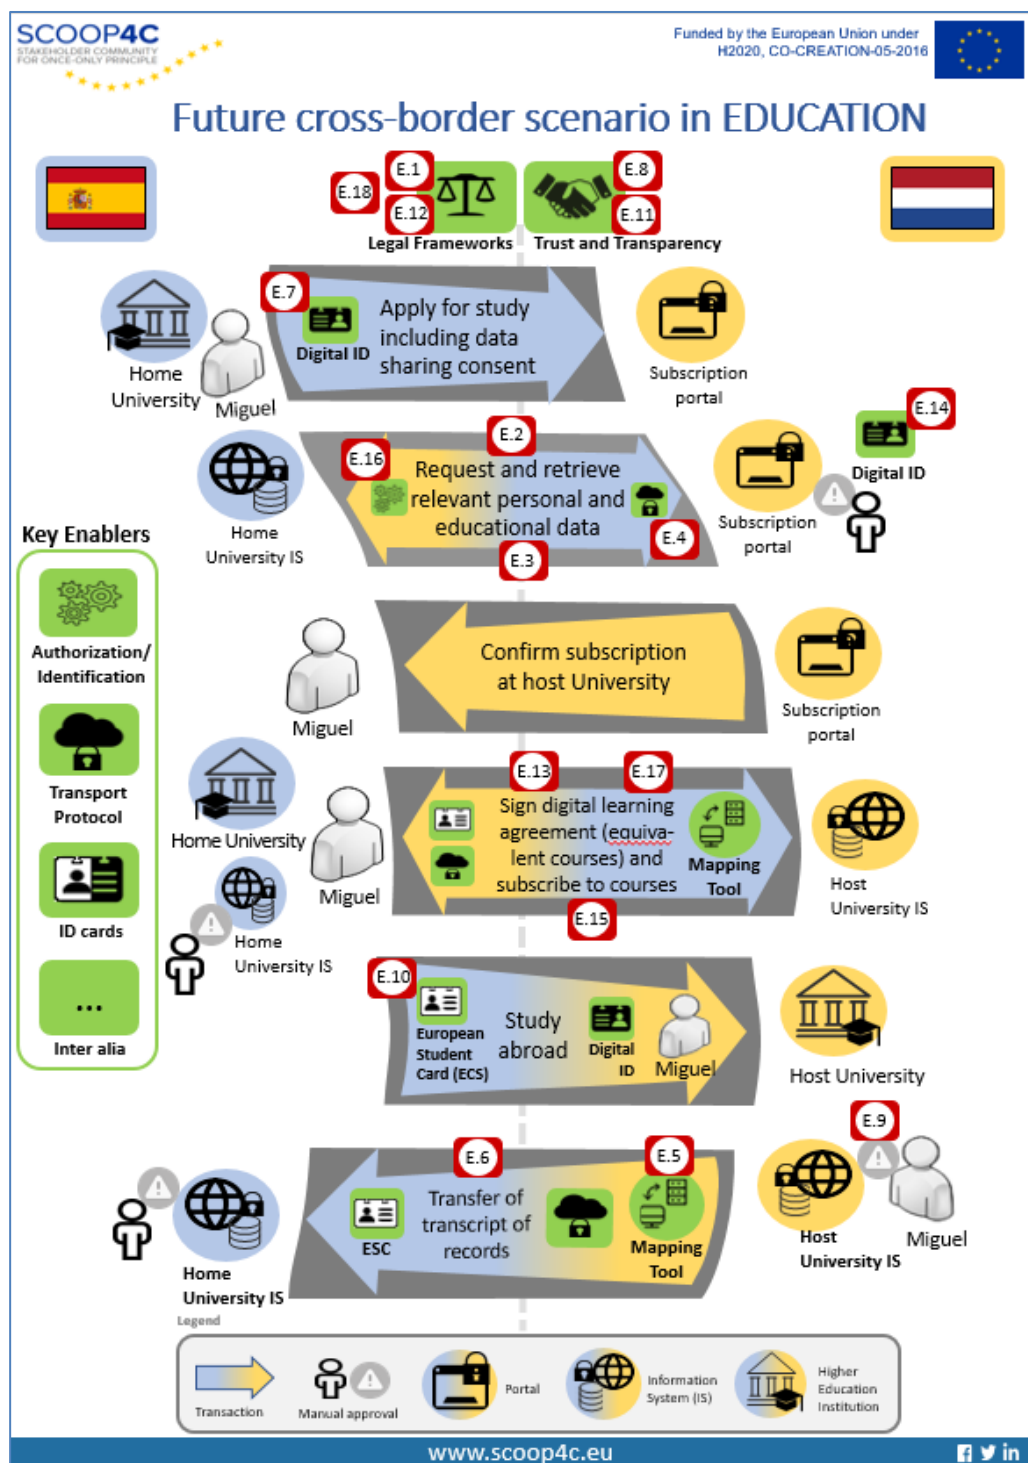 SCOOP4C
STAKEHOLDER COMMUNITY
FOR ONCE-ONLY PRINCIPLE
Funded by the European Union under
H2020, CO-CREATION-05-2016
Future cross-border scenario in EDUCATION
E.1
E.18
E.12
E.8
E.11
Legal Frameworks
Trust and Transparency
E.7
Digital ID
Apply for study
including data
sharing consent
Home
University
Miguel
Subscription
portal
E.2
E.16
Request and retrieve
relevant personal and
educational data
E.4
E.3
Home
University IS
Subscription
portal
E.14
Digital ID
Key Enablers
Authorization/
Identification
Transport
Protocol
ID cards
...
Inter alia
Miguel
Confirm subscription
at host University
Subscription
portal
E.13
E.17
Sign digital learning
agreement (equiva-
lent courses) and
subscribe to courses
Mapping
Tool
E.15
Home University
Miguel
Home
University IS
Host
University IS
E.10
European
Student
Card (ECS)
Study
abroad
Digital
ID
Miguel
Host University
E.9
E.6
E.5
Transfer of
transcript of
records
ESC
Mapping
Tool
Home
University IS
Host
University IS
Miguel
Legend
Transaction
Manual approval
Portal
Information
System (IS)
Higher
Education
Institution
www.scoop4c.eu